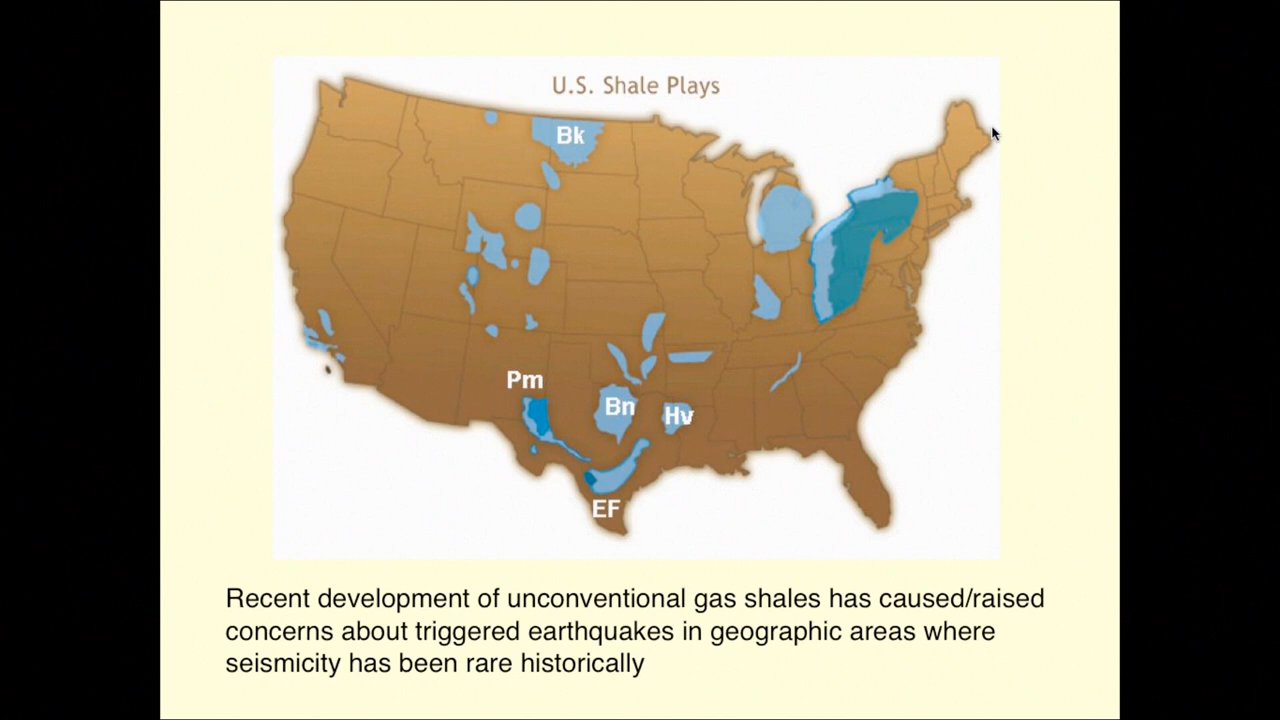 U.S. Shale Plays
Bk
Pm
Bn
Hv
EF
Recent development of unconventional gas shales has caused/raised
concerns about triggered earthquakes in geographic areas where
seismicity has been rare historically